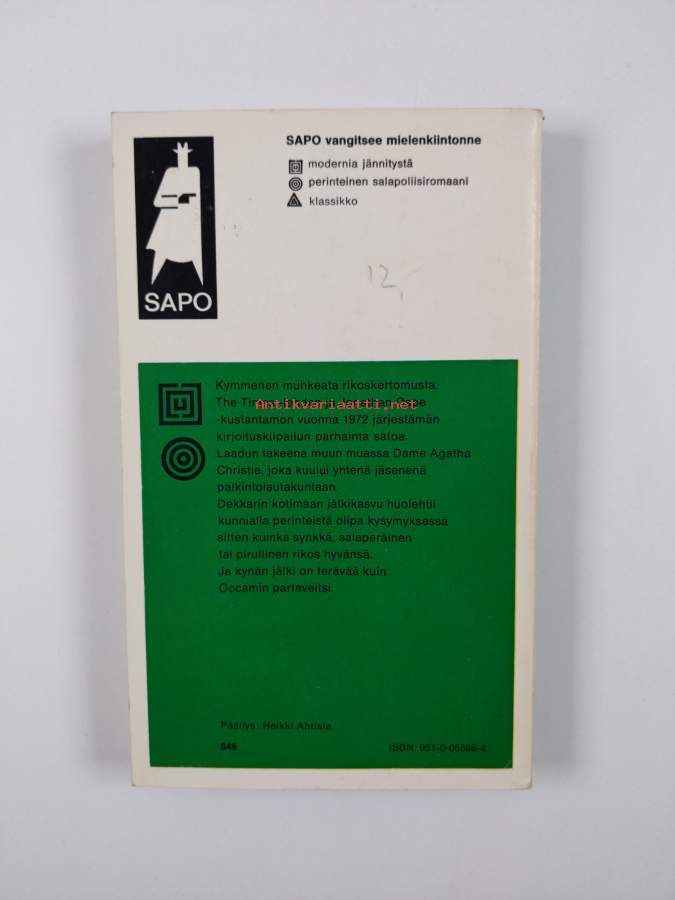 SAPO vangitsee mielenkiintonne
modernia jännitystä
perinteinen salapoliisiromaani
klassikko
12,-
SAPO
Kymmenen muhkeata rikoskertomusta,
The
Antikvariaatti.net
-kustantamon vuonna 1972 järjestämän
kirjoituskilpailun parhainta satoa.
Laadun takeena muun muassa Dame Agatha
Christie, joka kuului yhtenä jäsenenä
palkintolautakuntaan.
Dekkarin kotimaan jälkikasvu huolehtii
kunnialla perinteistä olipa kysymyksessä
sitten kuinka synkkä, salaperäinen
tai pirullinen rikos hyvänsä.
Ja kynän jälki on terävää kuin
Occamin partaveitsi.
Päällys: Heikki Ahtiala
845
ISBN 951-0-06568-4